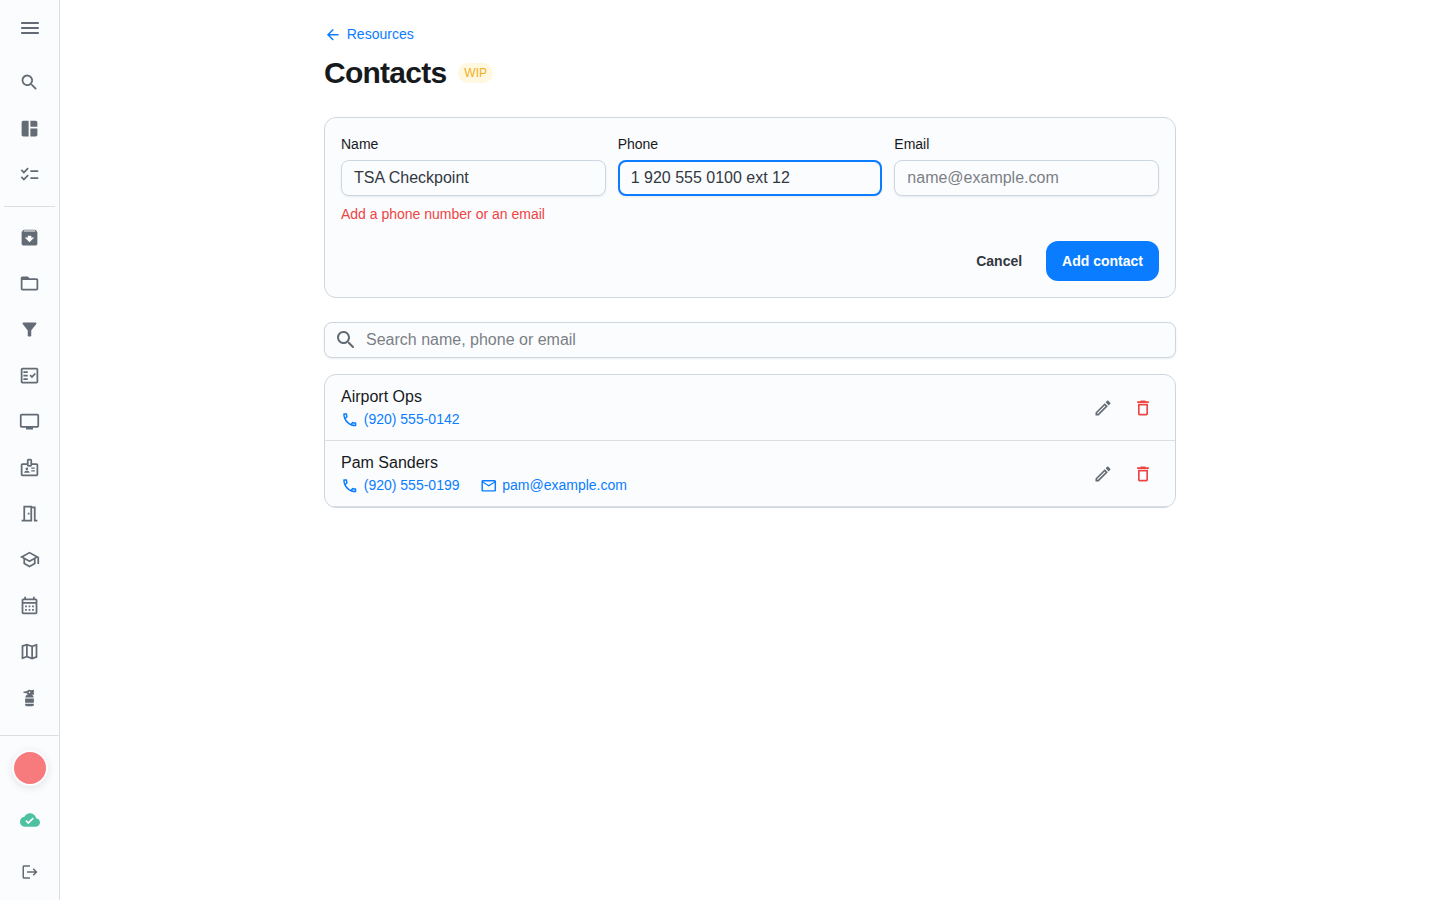 Resources
Contacts WIP
Name Phone Email
TSA Checkpoint 1 920 555 0100 ext 12 name@example.com
Add a phone number or an email
Cancel Add contact
Search name, phone or email
Airport Ops
(920) 555-0142
Pam Sanders
(920) 555-0199 pam@example.com